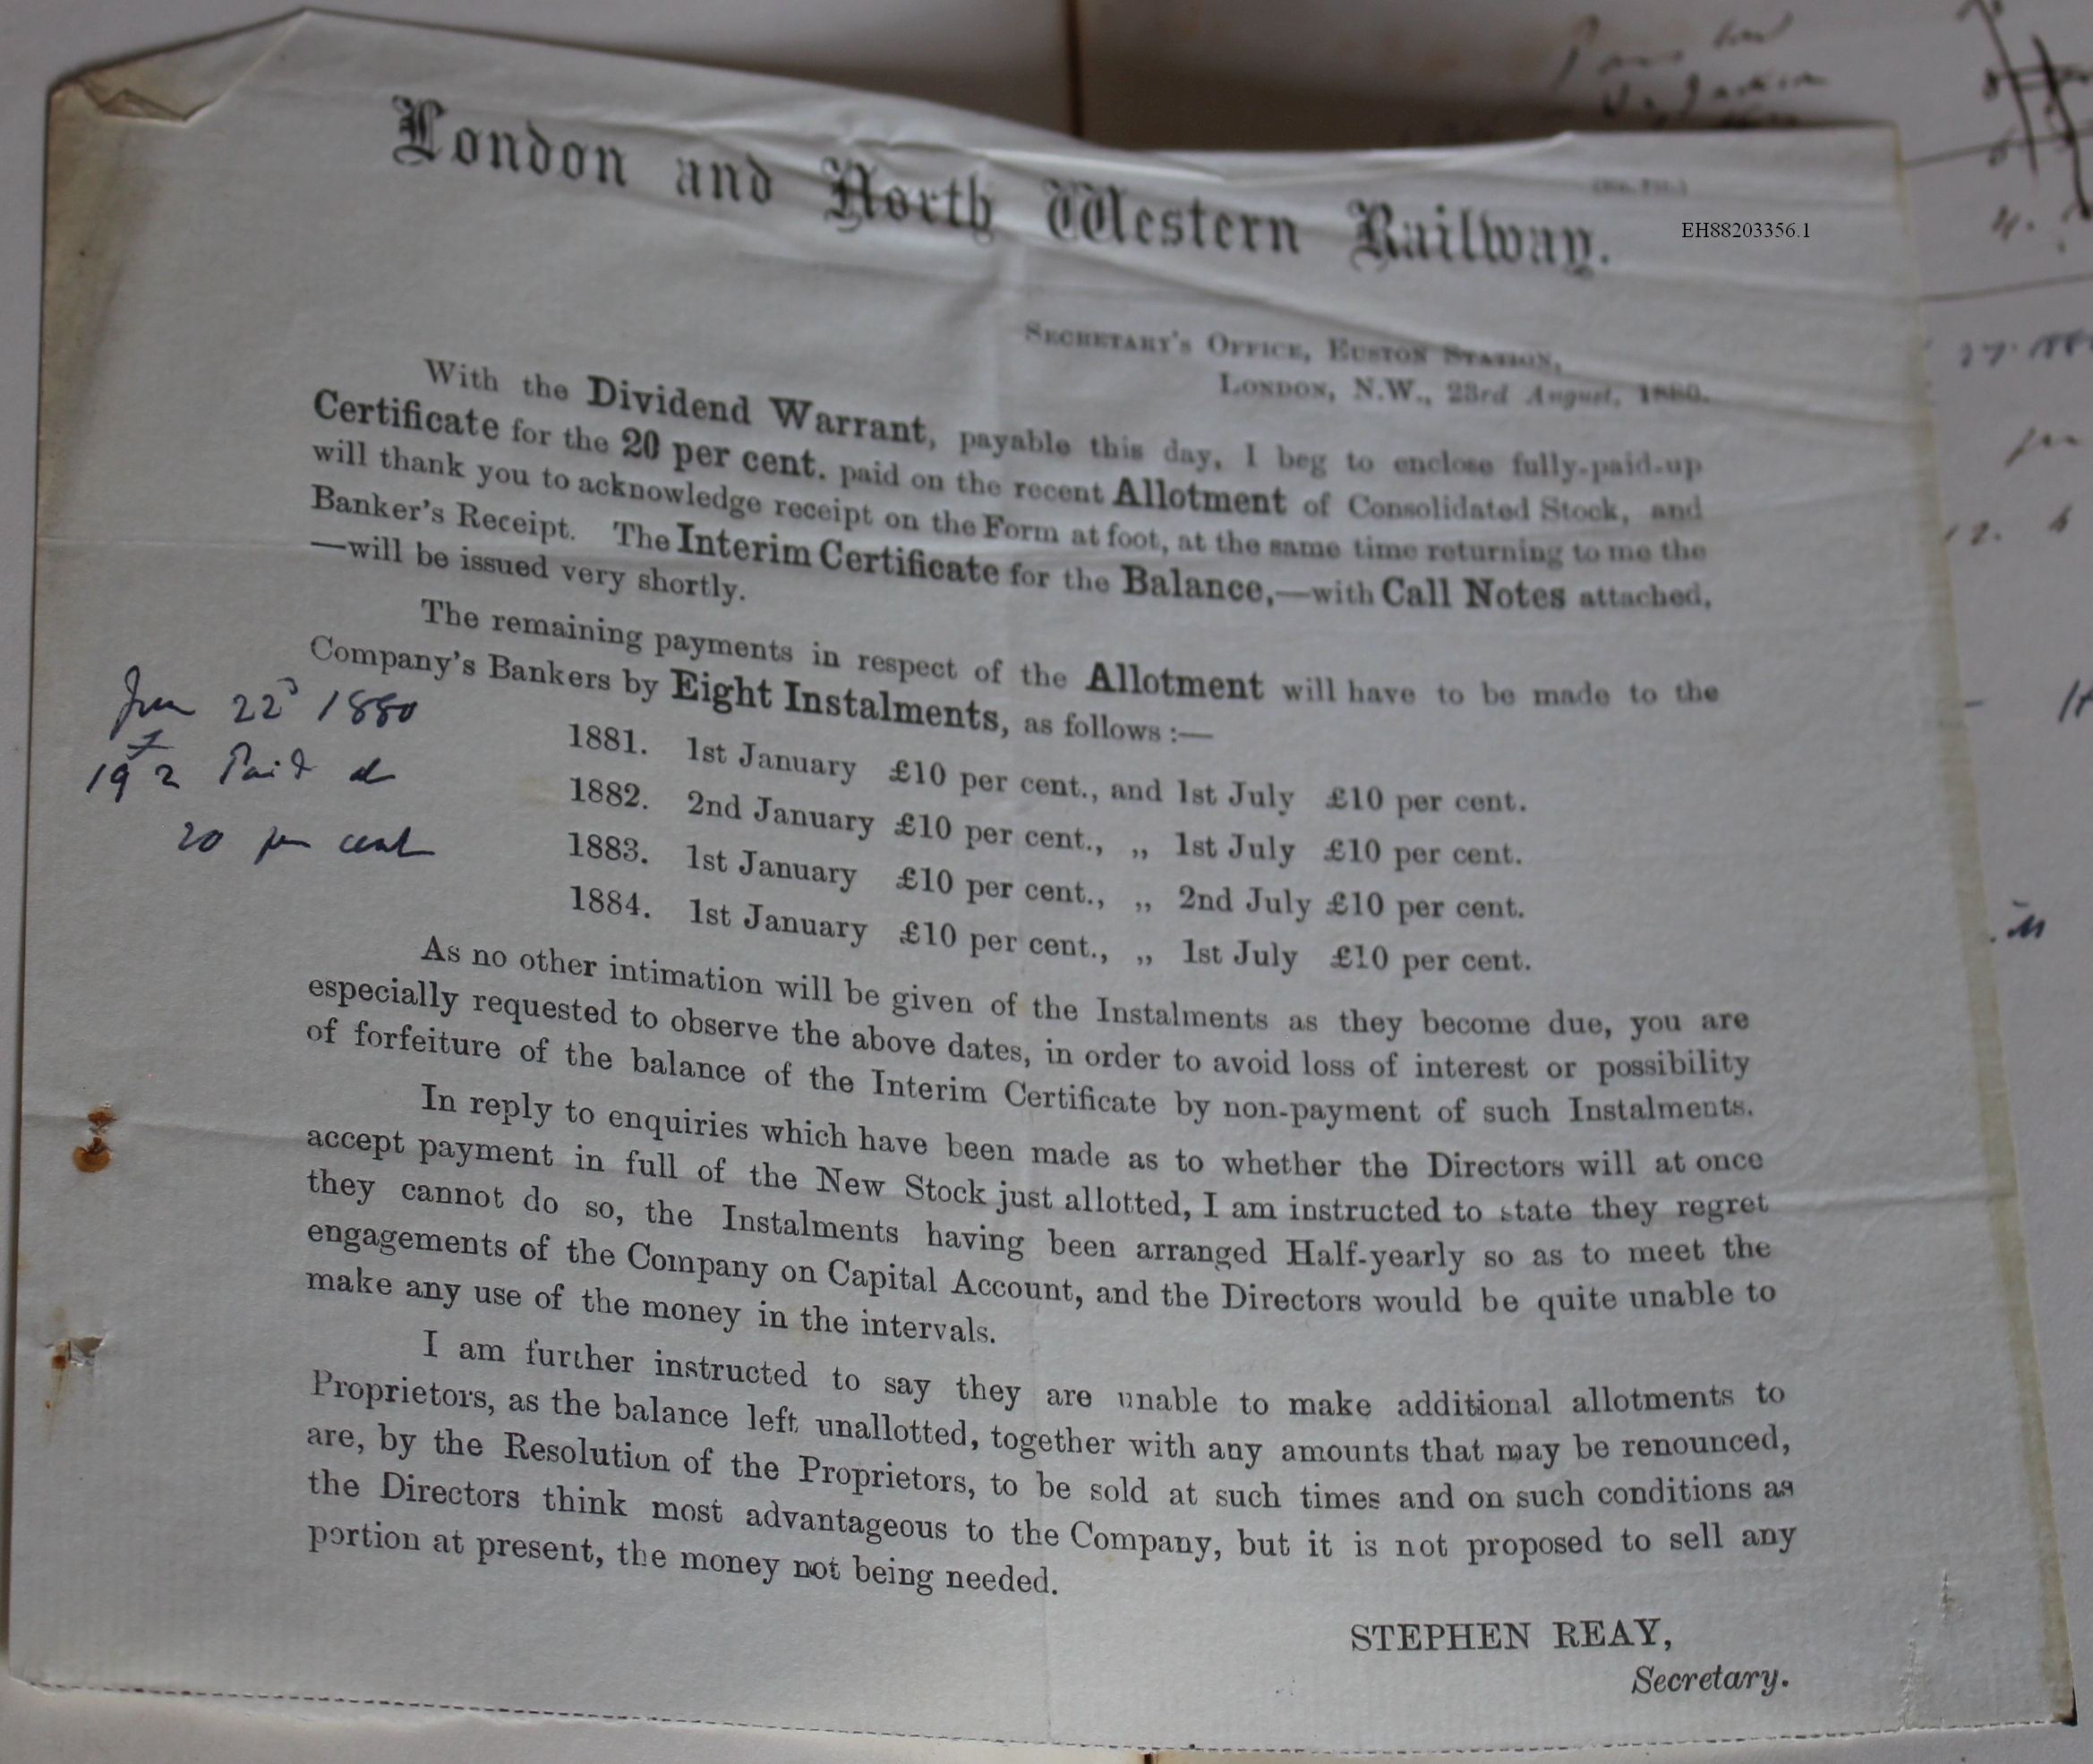 London and North Western Railway.
EH88203356.1
SECRETARY'S OFFICE, EUSTON STATION,
LONDON, N.W., 23rd August, 1880.
With the Dividend Warrant, payable this day, I beg to enclose fully-paid-up
Certificate for the 20 per cent. paid on the recent Allotment of Consolidated Stock, and
will thank you to acknowledge receipt on the Form at foot, at the same time returning to me the
Banker's Receipt. The Interim Certificate for the Balance,—with Call Notes attached,
—will be issued very shortly.
The remaining payments in respect of the Allotment will have to be made to the
Company's Bankers by Eight Instalments, as follows :—
1881. 1st January £10 per cent., and 1st July £10 per cent.
1882. 2nd January £10 per cent., „ 1st July £10 per cent.
1883. 1st January £10 per cent., „ 2nd July £10 per cent.
1884. 1st January £10 per cent., „ 1st July £10 per cent.
22d 1880
Paid
20 per cent
As no other intimation will be given of the Instalments as they become due, you are
especially requested to observe the above dates, in order to avoid loss of interest or possibility
of forfeiture of the balance of the Interim Certificate by non-payment of such Instalments.
In reply to enquiries which have been made as to whether the Directors will at once
accept payment in full of the New Stock just allotted, I am instructed to state they regret
they cannot do so, the Instalments having been arranged Half-yearly so as to meet the
engagements of the Company on Capital Account, and the Directors would be quite unable to
make any use of the money in the intervals.
I am further instructed to say they are unable to make additional allotments to
Proprietors, as the balance left unallotted, together with any amounts that may be renounced,
are, by the Resolution of the Proprietors, to be sold at such times and on such conditions as
the Directors think most advantageous to the Company, but it is not proposed to sell any
portion at present, the money not being needed.
STEPHEN REAY,
Secretary.